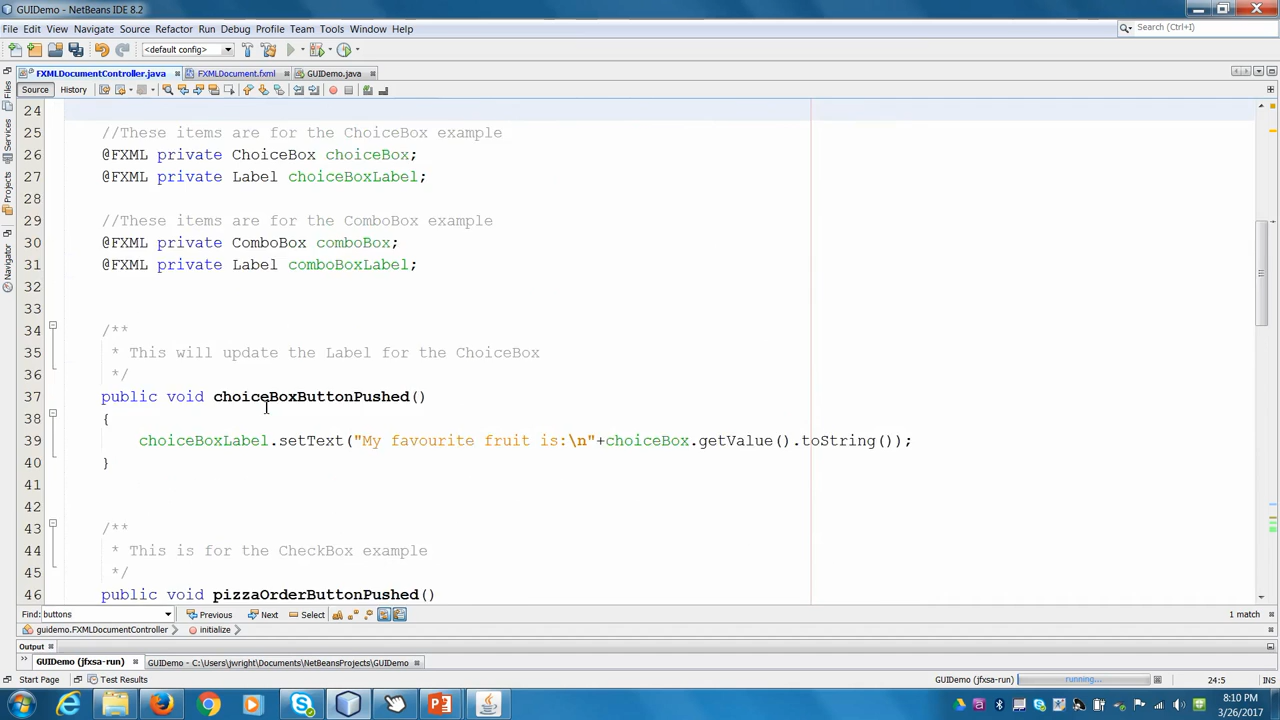 GUIDemo - NetBeans IDE 8.2
File Edit View Navigate Source Refactor Run Debug Profile Team Tools Window Help
Search (Ctrl+I)
<default config>
FXMLDocumentController.java FXMLDocument.fxml GUIDemo.java
Source History
Files
Services
Projects
Navigator
24
25 //These items are for the ChoiceBox example
26 @FXML private ChoiceBox choiceBox;
27 @FXML private Label choiceBoxLabel;
28
29 //These items are for the ComboBox example
30 @FXML private ComboBox comboBox;
31 @FXML private Label comboBoxLabel;
32
33
34 /**
35 * This will update the Label for the ChoiceBox
36 */
37 public void choiceBoxButtonPushed()
38 {
39 choiceBoxLabel.setText("My favourite fruit is:\n"+choiceBox.getValue().toString());
40 }
41
42
43 /**
44 * This is for the CheckBox example
45 */
46 public void pizzaOrderButtonPushed()
Find: buttons Previous Next Select 1 match
guidemo.FXMLDocumentController initialize
Output
GUIDemo (jfxsa-run) GUIDemo - C:\Users\jwright\Documents\NetBeansProjects\GUIDemo
Start Page Test Results GUIDemo (jfxsa-run) running... 24:5 INS
8:10 PM
3/26/2017